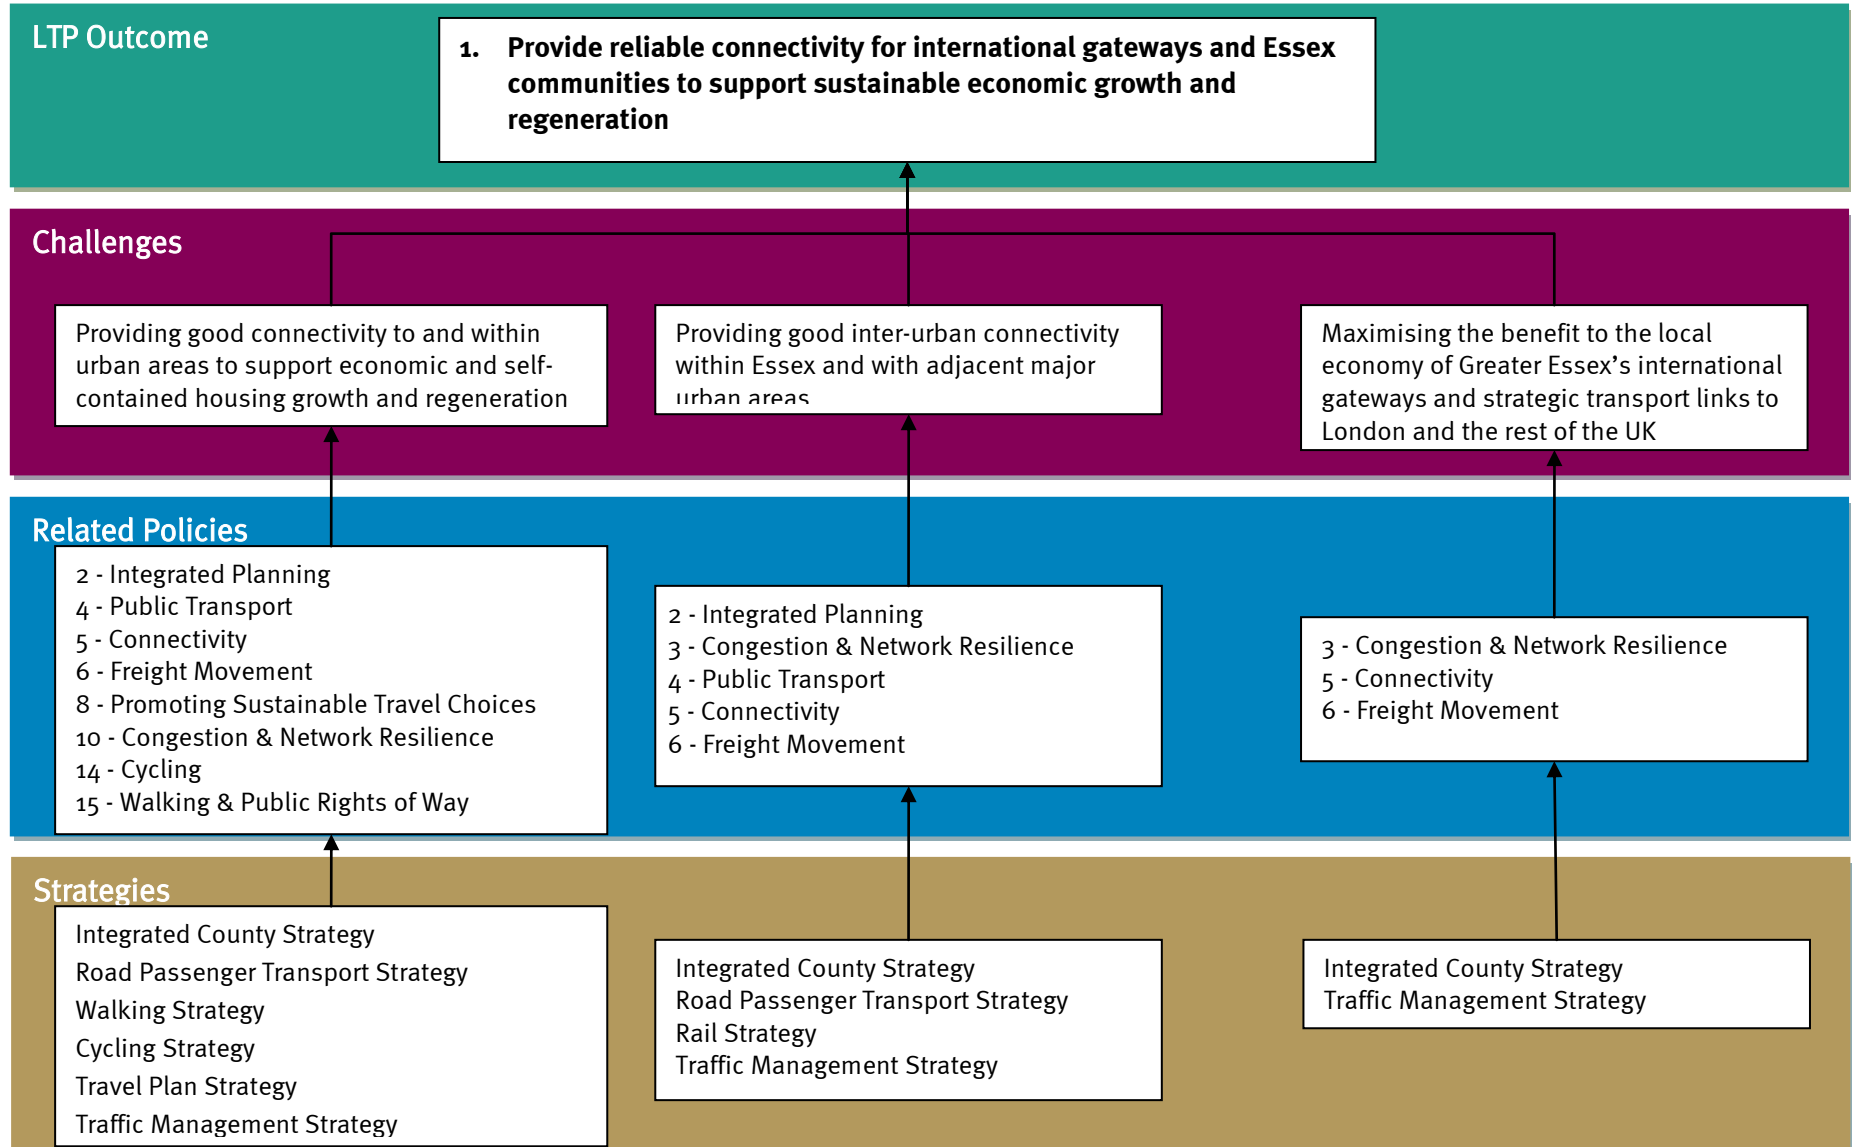 LTP Outcome
1. Provide reliable connectivity for international gateways and Essex
communities to support sustainable economic growth and
regeneration
Challenges
Providing good connectivity to and within
urban areas to support economic and self-
contained housing growth and regeneration
Providing good inter-urban connectivity
within Essex and with adjacent major
urban areas
Maximising the benefit to the local
economy of Greater Essex's international
gateways and strategic transport links to
London and the rest of the UK
Related Policies
2 - Integrated Planning
4 - Public Transport
5 - Connectivity
6 - Freight Movement
8 - Promoting Sustainable Travel Choices
10 - Congestion & Network Resilience
14 - Cycling
15 - Walking & Public Rights of Way
2 - Integrated Planning
3 - Congestion & Network Resilience
4 - Public Transport
5 - Connectivity
6 - Freight Movement
3 - Congestion & Network Resilience
5 - Connectivity
6 - Freight Movement
Strategies
Integrated County Strategy
Road Passenger Transport Strategy
Walking Strategy
Cycling Strategy
Travel Plan Strategy
Traffic Management Strategy
Integrated County Strategy
Road Passenger Transport Strategy
Rail Strategy
Traffic Management Strategy
Integrated County Strategy
Traffic Management Strategy